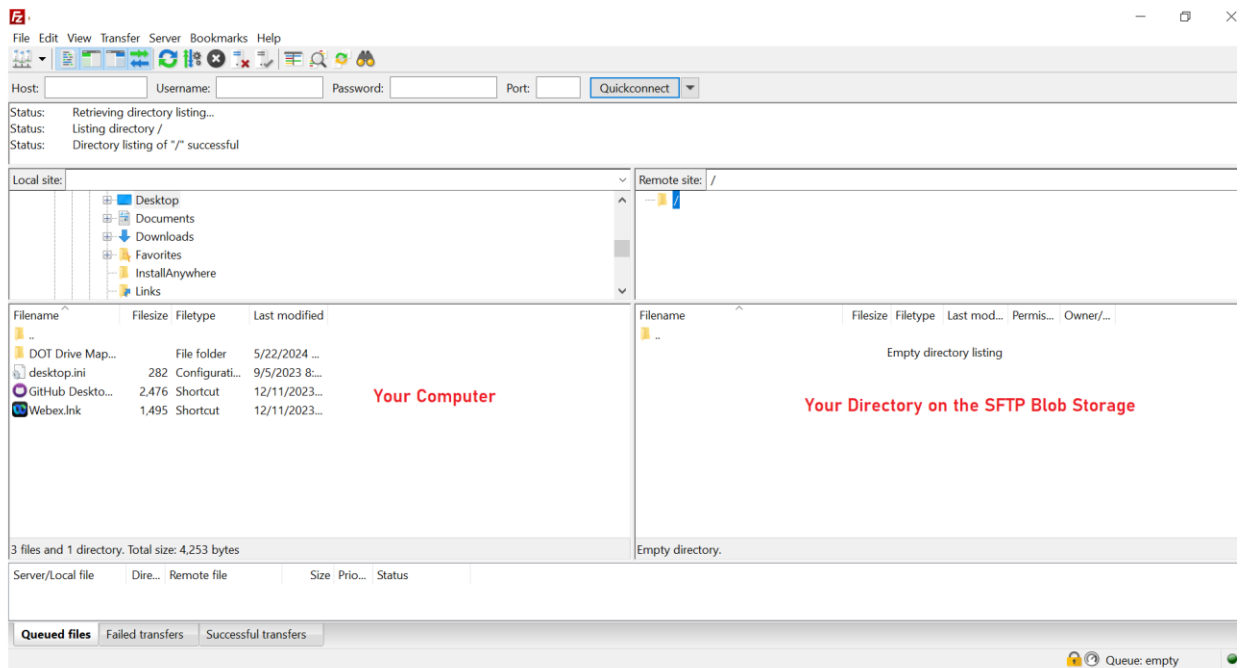 File Edit View Transfer Server Bookmarks Help
Host: Username: Password: Port: Quickconnect
Status: Retrieving directory listing...
Status: Listing directory /
Status: Directory listing of "/" successful
Local site:
Desktop
Documents
Downloads
Favorites
InstallAnywhere
Links
Remote site: /
/
Filename Filesize Filetype Last modified
..
DOT Drive Map... File folder 5/22/2024 ...
desktop.ini 282 Configurati... 9/5/2023 8:...
GitHub Deskto... 2,476 Shortcut 12/11/2023...
Webex.lnk 1,495 Shortcut 12/11/2023...
Your Computer
3 files and 1 directory. Total size: 4,253 bytes
Filename Filesize Filetype Last mod... Permis... Owner/...
..
Empty directory listing
Your Directory on the SFTP Blob Storage
Empty directory.
Server/Local file Dire... Remote file Size Prio... Status
Queued files Failed transfers Successful transfers
Queue: empty